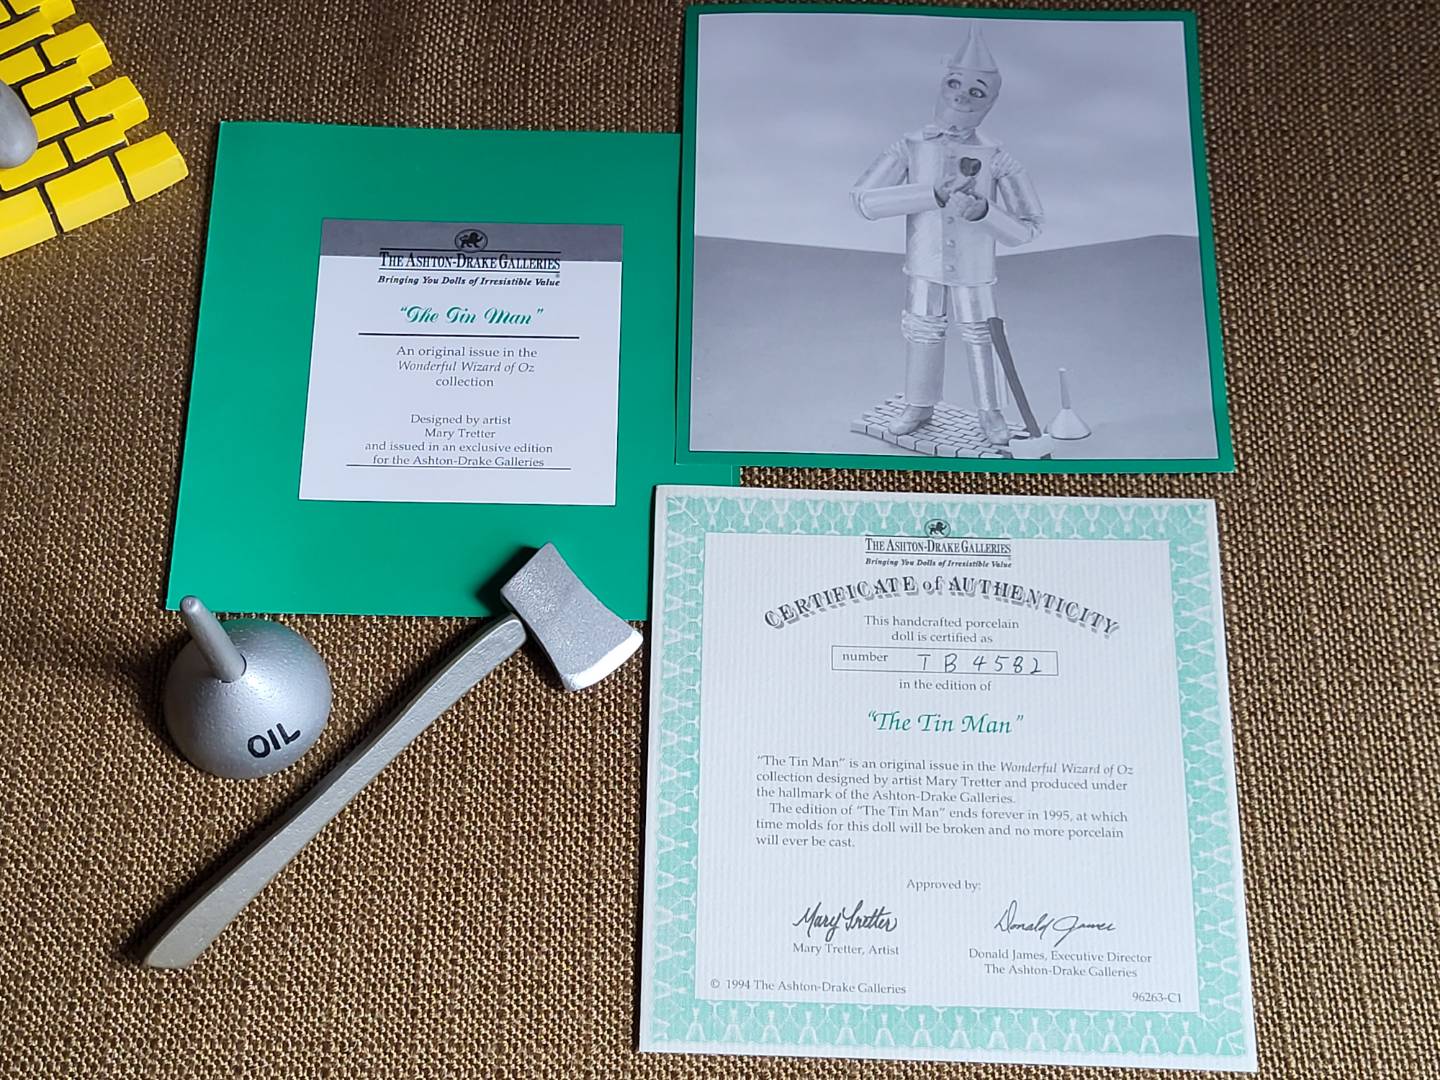 THE ASHTON-DRAKE GALLERIES
Bringing You Dolls of Irresistible Value
"The Tin Man"
An original issue in the
Wonderful Wizard of Oz
collection
Designed by artist
Mary Tretter
and issued in an exclusive edition
for the Ashton-Drake Galleries
OIL
THE ASHTON-DRAKE GALLERIES
Bringing You Dolls of Irresistible Value
CERTIFICATE of AUTHENTICITY
This handcrafted porcelain
doll is certified as
number TB4582
in the edition of
"The Tin Man"
"The Tin Man" is an original issue in the Wonderful Wizard of Oz
collection designed by artist Mary Tretter and produced under
the hallmark of the Ashton-Drake Galleries.
The edition of "The Tin Man" ends forever in 1995, at which
time molds for this doll will be broken and no more porcelain
will ever be cast.
Approved by:
Mary Tretter Donald James
Mary Tretter, Artist
Donald James, Executive Director
The Ashton-Drake Galleries
© 1994 The Ashton-Drake Galleries
96263-C1